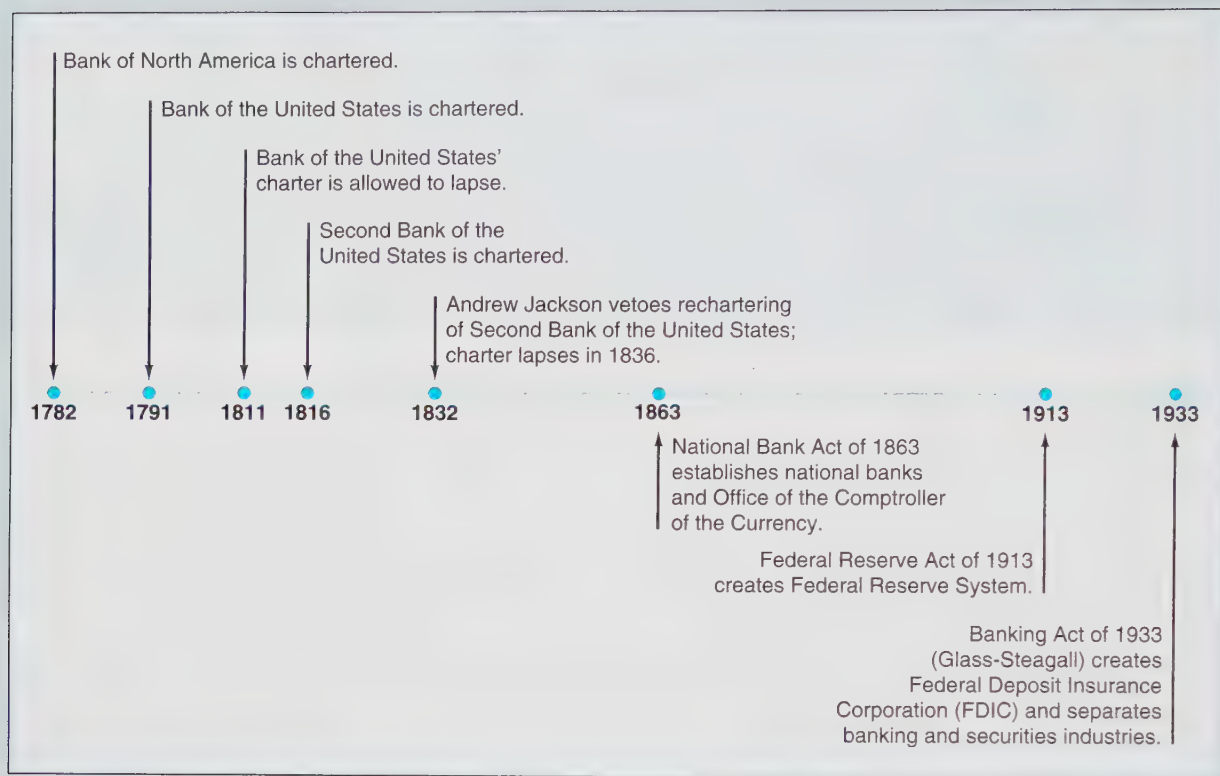 Bank of North America is chartered.
Bank of the United States is chartered.
Bank of the United States’
charter is allowed to lapse.
Second Bank of the
United States is chartered.
Andrew Jackson vetoes rechartering
of Second Bank of the United States;
charter lapses in 1836.
1782 1791 1811 1816 1832 1863 1913 1933
National Bank Act of 1863
establishes national banks
and Office of the Comptroller
of the Currency.
Federal Reserve Act of 1913
creates Federal Reserve System.
Banking Act of 1933
(Glass-Steagall) creates
Federal Deposit Insurance
Corporation (FDIC) and separates
banking and securities industries.